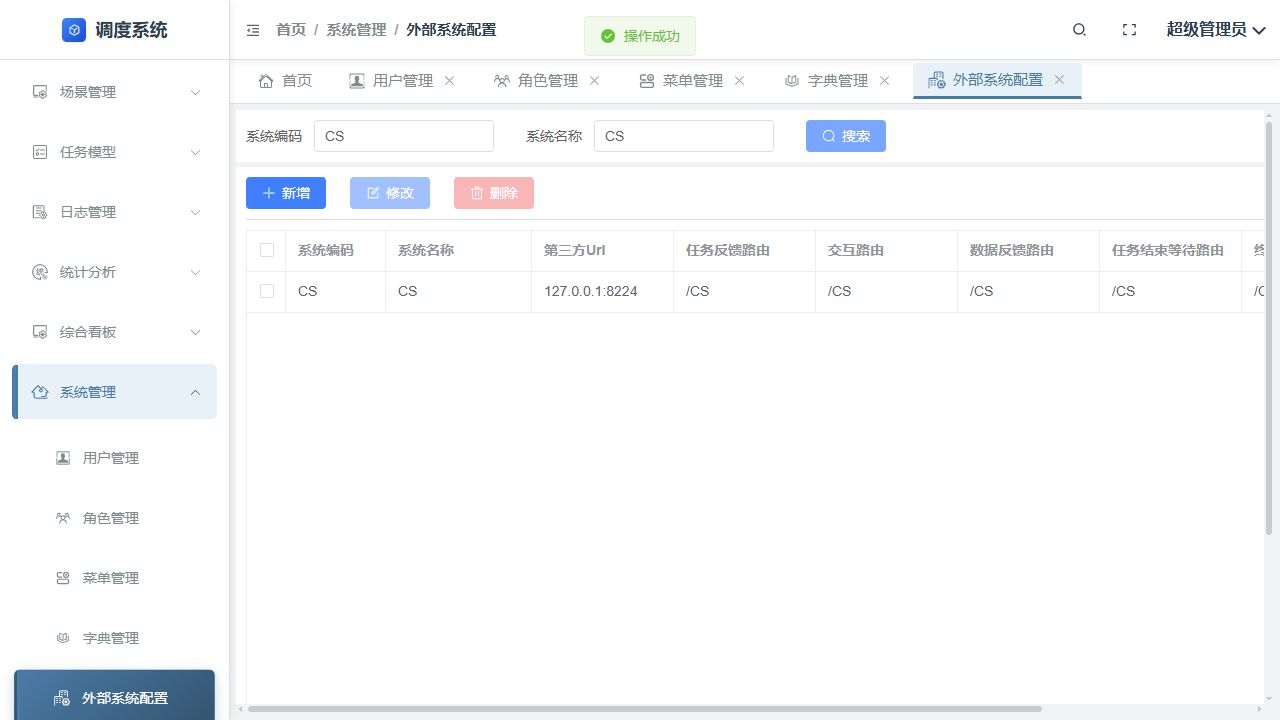 调度系统
首页 / 系统管理 / 外部系统配置
操作成功
超级管理员
首页
用户管理
角色管理
菜单管理
字典管理
外部系统配置
场景管理
任务模型
日志管理
统计分析
综合看板
系统管理
用户管理
角色管理
菜单管理
字典管理
外部系统配置
系统编码 CS 系统名称 CS 搜索
新增 修改 删除
系统编码 系统名称 第三方Url 任务反馈路由 交互路由 数据反馈路由 任务结束等待路由
CS CS 127.0.0.1:8224 /CS /CS /CS /CS